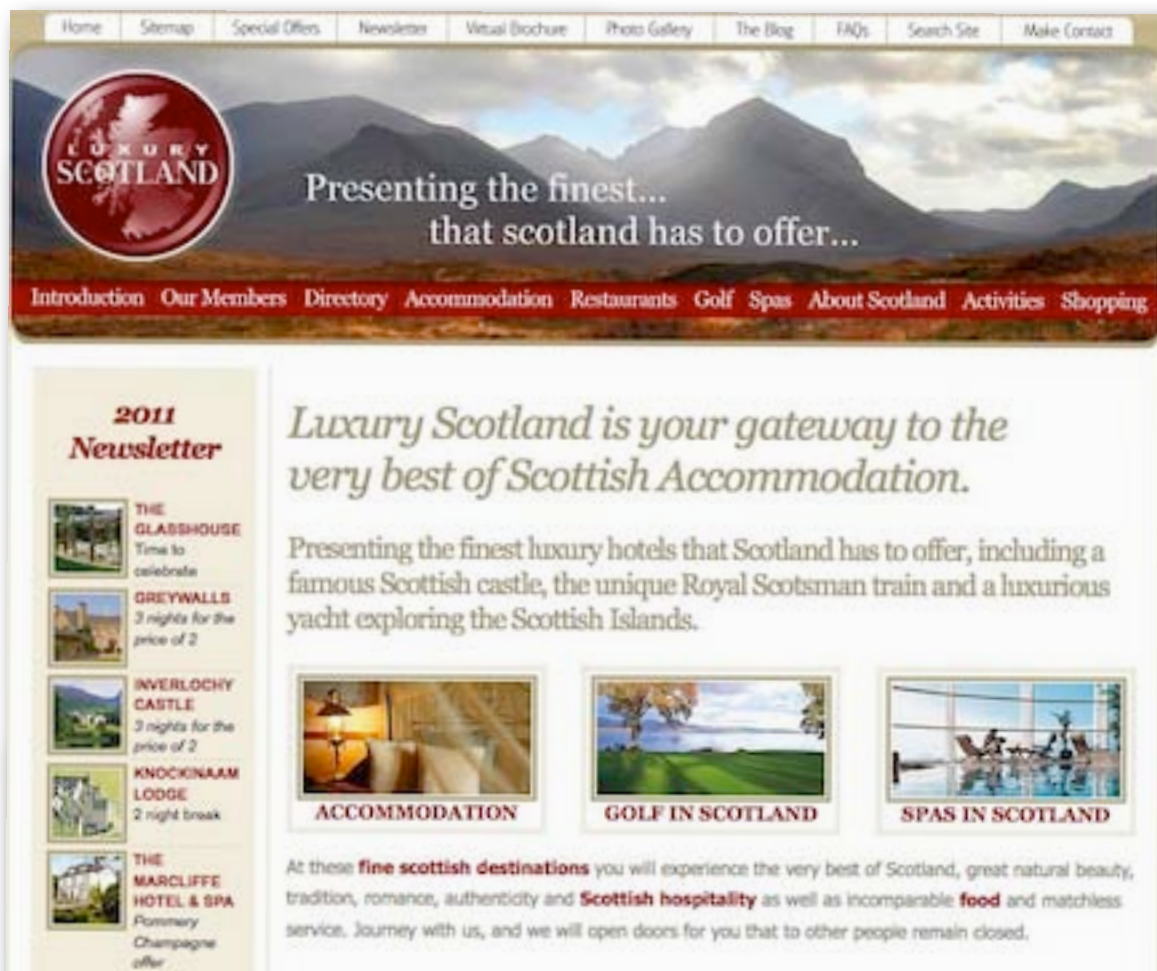 Home Sitemap Special Offers Newsletter Virtual Brochure Photo Gallery The Blog FAQs Search Site Make Contact
LUXURY
SCOTLAND
Presenting the finest...
that scotland has to offer...
Introduction Our Members Directory Accommodation Restaurants Golf Spas About Scotland Activities Shopping
2011
Newsletter
THE
GLASSHOUSE
Time to
celebrate
GREYWALLS
3 nights for the
price of 2
INVERLOCHY
CASTLE
3 nights for the
price of 2
KNOCKINAAM
LODGE
2 night break
THE
MARCLIFFE
HOTEL & SPA
Pommery
Champagne
offer
Luxury Scotland is your gateway to the
very best of Scottish Accommodation.
Presenting the finest luxury hotels that Scotland has to offer, including a
famous Scottish castle, the unique Royal Scotsman train and a luxurious
yacht exploring the Scottish Islands.
ACCOMMODATION
GOLF IN SCOTLAND
SPAS IN SCOTLAND
At these fine scottish destinations you will experience the very best of Scotland, great natural beauty,
tradition, romance, authenticity and Scottish hospitality as well as incomparable food and matchless
service. Journey with us, and we will open doors for you that to other people remain closed.